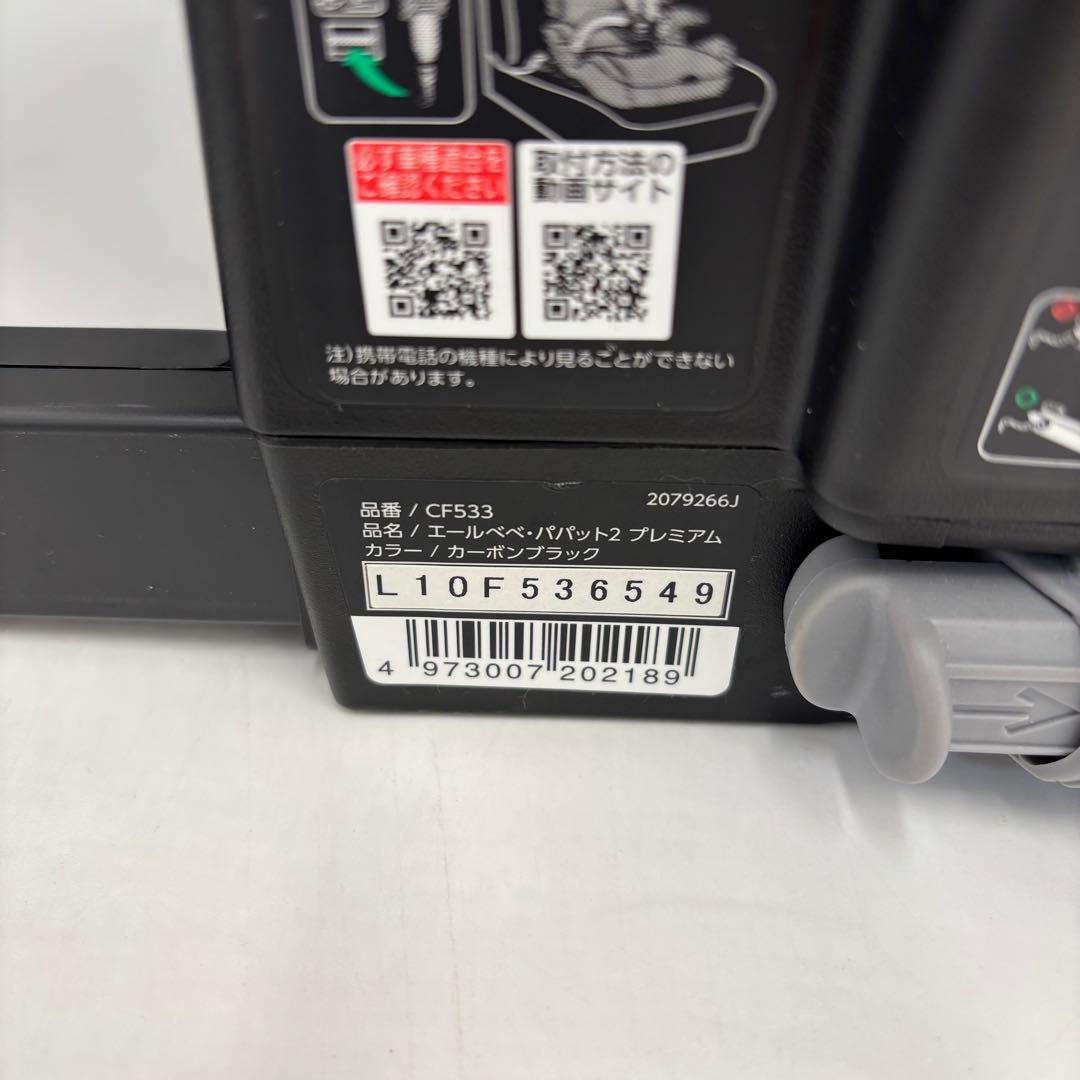 必ず車種適合を
ご確認ください
取付方法の
動画サイト
注)携帯電話の機種により見ることができない
場合があります。
2079266J
品番 / CF533
品名 / エールベベ・パパット2 プレミアム
カラー / カーボンブラック
L10F536549
4 973007 202189